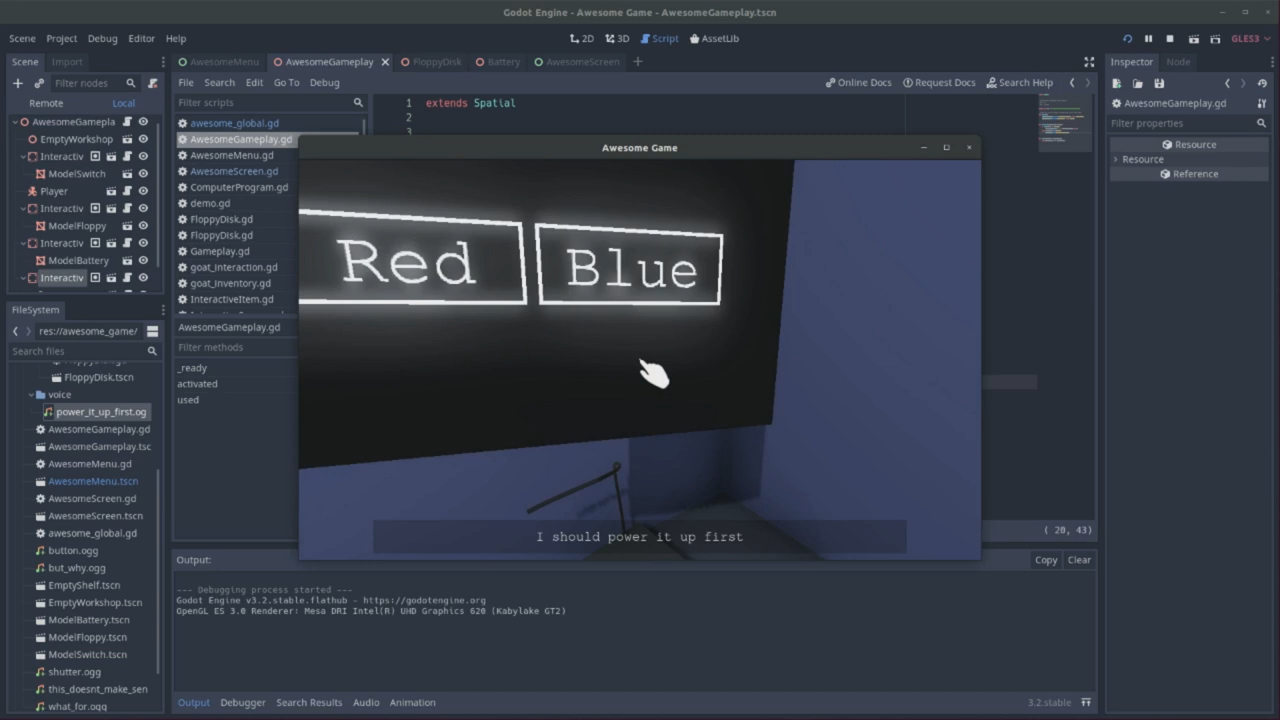 Godot Engine - Awesome Game - AwesomeGameplay.tscn
Scene Project Debug Editor Help
2D 3D Script AssetLib
GLES3
Scene Import
AwesomeMenu AwesomeGameplay FloppyDisk Battery AwesomeScreen
Inspector Node
Filter nodes
File Search Edit Go To Debug
Online Docs Request Docs Search Help
Remote Local
Filter scripts
1 extends Spatial
2
3
AwesomeGameplay.gd
Filter properties
Resource
Resource
Reference
AwesomeGamepla
EmptyWorkshop
Interactiv
ModelSwitch
Player
Interactiv
ModelFloppy
Interactiv
ModelBattery
Interactiv
awesome_global.gd
AwesomeGameplay.gd
AwesomeMenu.gd
AwesomeScreen.gd
ComputerProgram.gd
demo.gd
FloppyDisk.gd
FloppyDisk.gd
Gameplay.gd
goat_Interaction.gd
goat_Inventory.gd
InteractiveItem.gd
AwesomeGameplay.gd
Filter methods
_ready
activated
used
Awesome Game
Red Blue
I should power it up first
( 20, 43)
FileSystem
res://awesome_game/
Search files
FloppyDisk.tscn
voice
power_it_up_first.og
AwesomeGameplay.gd
AwesomeGameplay.tsc
AwesomeMenu.gd
AwesomeMenu.tscn
AwesomeScreen.gd
AwesomeScreen.tscn
awesome_global.gd
button.ogg
but_why.ogg
EmptyShelf.tscn
EmptyWorkshop.tscn
ModelBattery.tscn
ModelFloppy.tscn
ModelSwitch.tscn
shutter.ogg
this_doesnt_make_sen
what_for.ogg
Output:
Copy Clear
--- Debugging process started ---
Godot Engine v3.2.stable.flathub - https://godotengine.org
OpenGL ES 3.0 Renderer: Mesa DRI Intel(R) UHD Graphics 620 (Kabylake GT2)
Output Debugger Search Results Audio Animation
3.2.stable